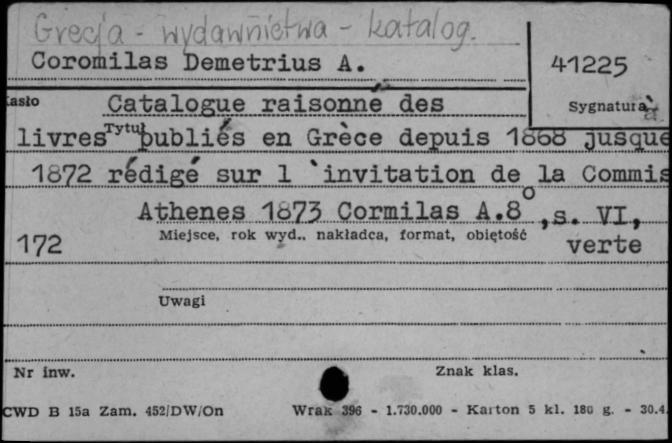 Grecja - wydawnictwa - katalog.
Coromilas Demetrius A.
41225
asło
Catalogue raisonne des
Sygnatura
à
livres Tytuł publiés en Grèce depuis 1868 jusque
1872 rédigé sur l 'invitation de la Commis
Athenes 1873 Cormilas A.8°,s. VI,
172
Miejsce, rok wyd., nakładca, format, objętość
verte
Uwagi
Nr inw.
Znak klas.
CWD B 15a Zam. 452/DW/On
Wrak 396 - 1.730.000 - Karton 5 kl. 180 g. - 30.4.